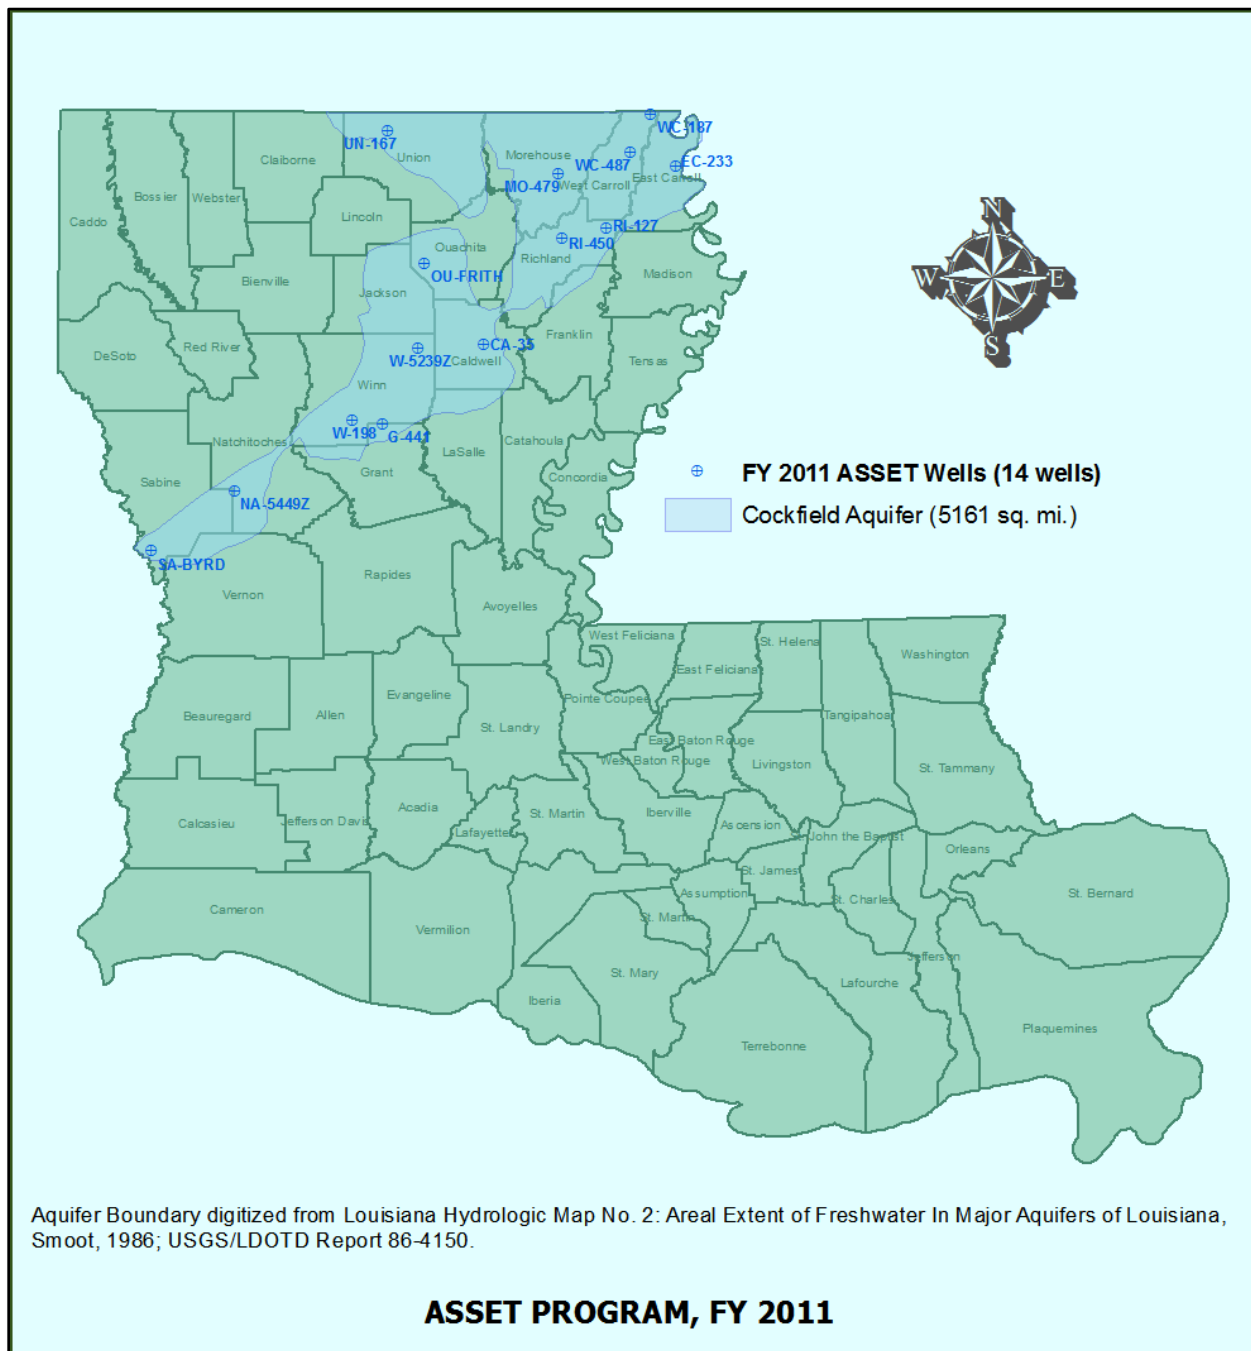 WC-187
UN-167
Union
Morehouse
WC-487
EC-233
Claiborne
MO-479
West Carroll
East Carroll
Bossier
Webster
Lincoln
Caddo
RI-127
RI-450
Ouachita
Richland
OU-FRITH
Madison
Bienville
Jackson
N
W
E
S
DeSoto
Red River
Franklin
CA-35
W-5239Z
Caldwell
Tensas
Winn
W-198
G-441
Natchitoches
Catahoula
LaSalle
Grant
Concordia
Sabine
NA-5449Z
FY 2011 ASSET Wells (14 wells)
Cockfield Aquifer (5161 sq. mi.)
SA-BYRD
Rapides
Vernon
Avoyelles
West Feliciana
St. Helena
Washington
East Feliciana
Evangeline
Pointe Coupee
Beauregard
Allen
St. Landry
Tangipahoa
East Baton Rouge
West Baton Rouge
Livingston
St. Tammany
Calcasieu
Jefferson Davis
Acadia
Lafayette
St. Martin
Iberville
Ascension
St. John the Baptist
Orleans
St. James
Assumption
St. Charles
St. Bernard
Cameron
Vermilion
St. Martin
Jefferson
St. Mary
Lafourche
Iberia
Terrebonne
Plaquemines
Aquifer Boundary digitized from Louisiana Hydrologic Map No. 2: Areal Extent of Freshwater In Major Aquifers of Louisiana,
Smoot, 1986; USGS/LDOTD Report 86-4150.
ASSET PROGRAM, FY 2011